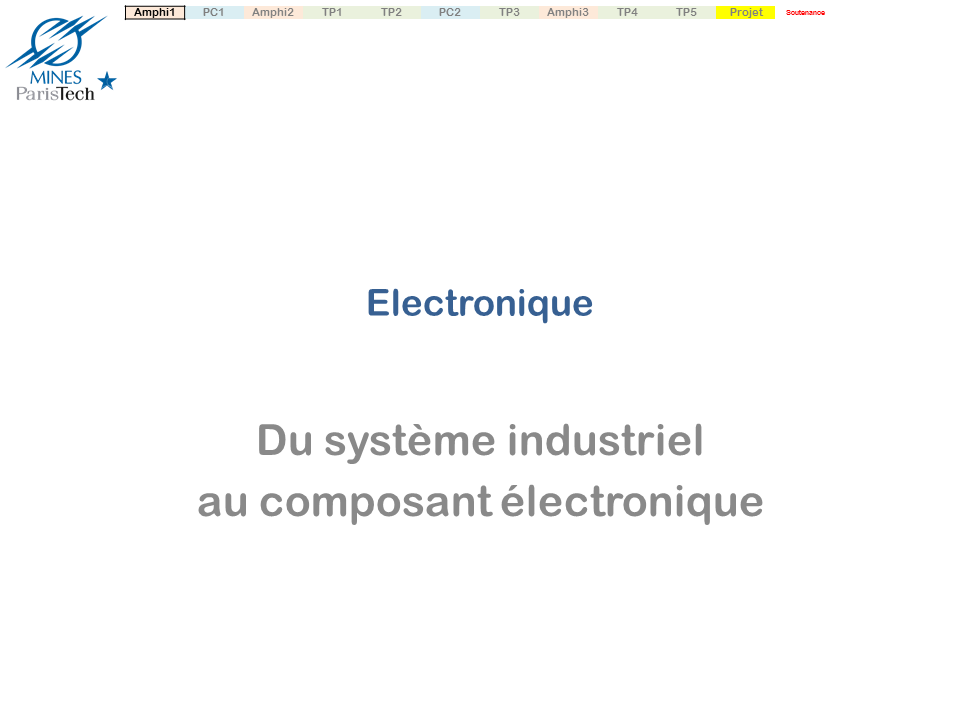 Amphi1 PC1 Amphi2 TP1 TP2 PC2 TP3 Amphi3 TP4 TP5 Projet Soutenance
MINES
ParisTech
Electronique
Du système industriel
au composant électronique